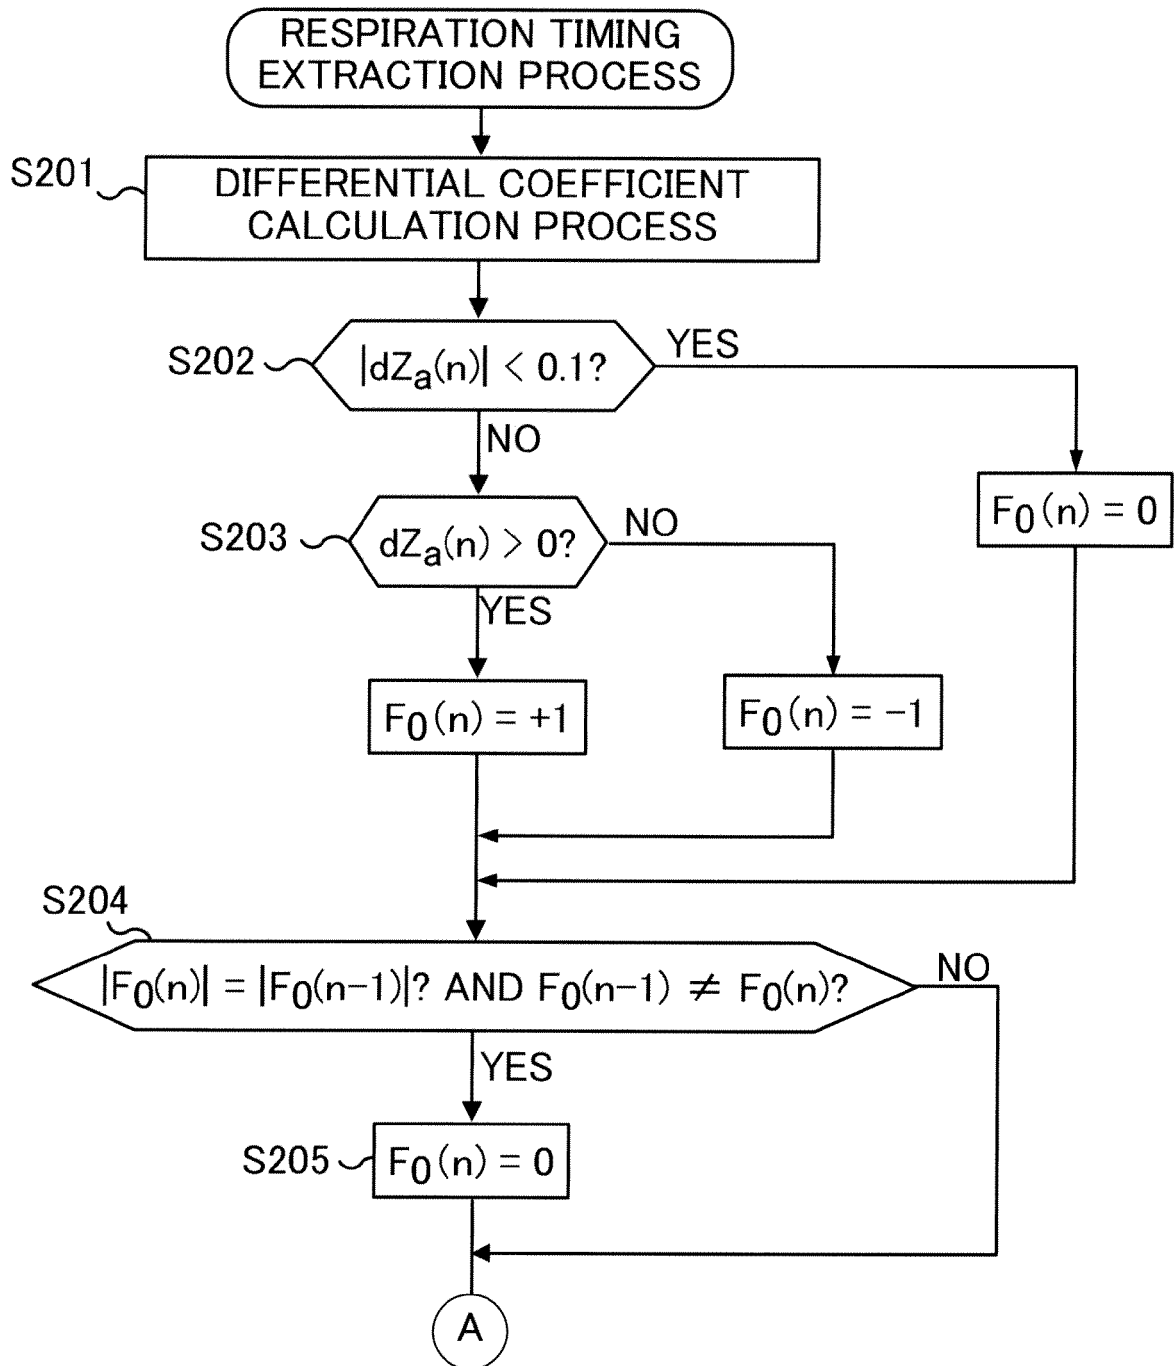 RESPIRATION TIMING
EXTRACTION PROCESS
S201
DIFFERENTIAL COEFFICIENT
CALCULATION PROCESS
S202
|dZa(n)| < 0.1?
YES
NO
F0(n) = 0
S203
dZa(n) > 0?
NO
YES
F0(n) = +1
F0(n) = −1
S204
|F0(n)| = |F0(n-1)|? AND F0(n-1) ≠ F0(n)?
NO
YES
S205
F0(n) = 0
A